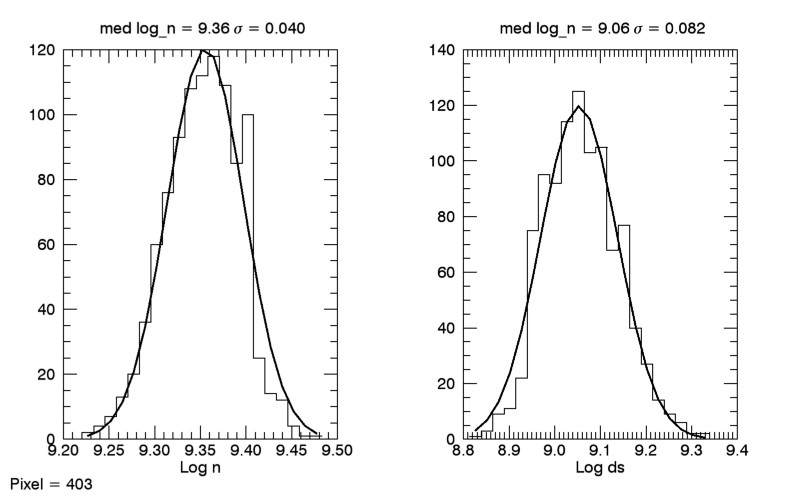 med log_n = 9.36 σ = 0.040
med log_n = 9.06 σ = 0.082
120
100
80
60
40
20
0
9.20 9.25 9.30 9.35 9.40 9.45 9.50
Log n
140
120
100
80
60
40
20
0
8.8 8.9 9.0 9.1 9.2 9.3 9.4
Log ds
Pixel = 403